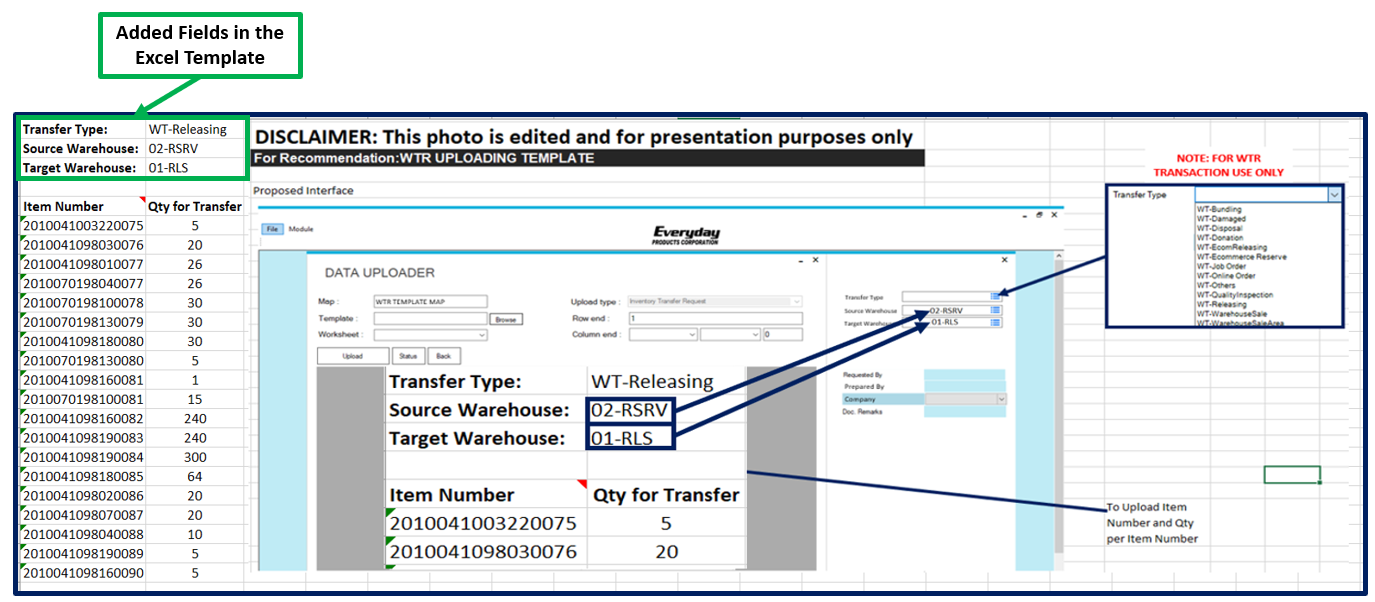 Added Fields in the
Excel Template
Transfer Type: WT-Releasing
Source Warehouse: 02-RSRV
Target Warehouse: 01-RLS
Item Number Qty for Transfer
2010041003220075 5
2010041098030076 20
2010041098010077 26
2010070198040077 26
2010041098100078 30
2010070198130079 30
2010041098180080 30
2010070198130080 5
2010041098160081 1
2010070198100081 15
2010041098160082 240
2010041098190083 240
2010041098190084 300
2010041098180085 64
2010041098020086 20
2010041098070087 20
2010041098040088 10
2010041098190089 5
2010041098160090 5
DISCLAIMER: This photo is edited and for presentation purposes only
For Recommendation:WTR UPLOADING TEMPLATE
Proposed Interface
File Module
Everyday
PRODUCTS CORPORATION
DATA UPLOADER
Map : WTR TEMPLATE MAP
Template : Browse
Worksheet :
Upload type : Inventory Transfer Request
Row end : 1
Column end : 0
Upload Status Back
Transfer Type: WT-Releasing
Source Warehouse: 02-RSRV
Target Warehouse: 01-RLS
Item Number Qty for Transfer
2010041003220075 5
2010041098030076 20
Transfer Type
Source Warehouse 02-RSRV
Target Warehouse 01-RLS
Requested By
Prepared By
Company
Doc. Remarks
NOTE: FOR WTR
TRANSACTION USE ONLY
Transfer Type
WT-Bundling
WT-Damaged
WT-Disposal
WT-Donation
WT-EcomReleasing
WT-Ecommerce Reserve
WT-Job Order
WT-Online Order
WT-Others
WT-QualityInspection
WT-Releasing
WT-WarehouseSale
WT-WarehouseSaleArea
To Upload Item
Number and Qty
per Item Number